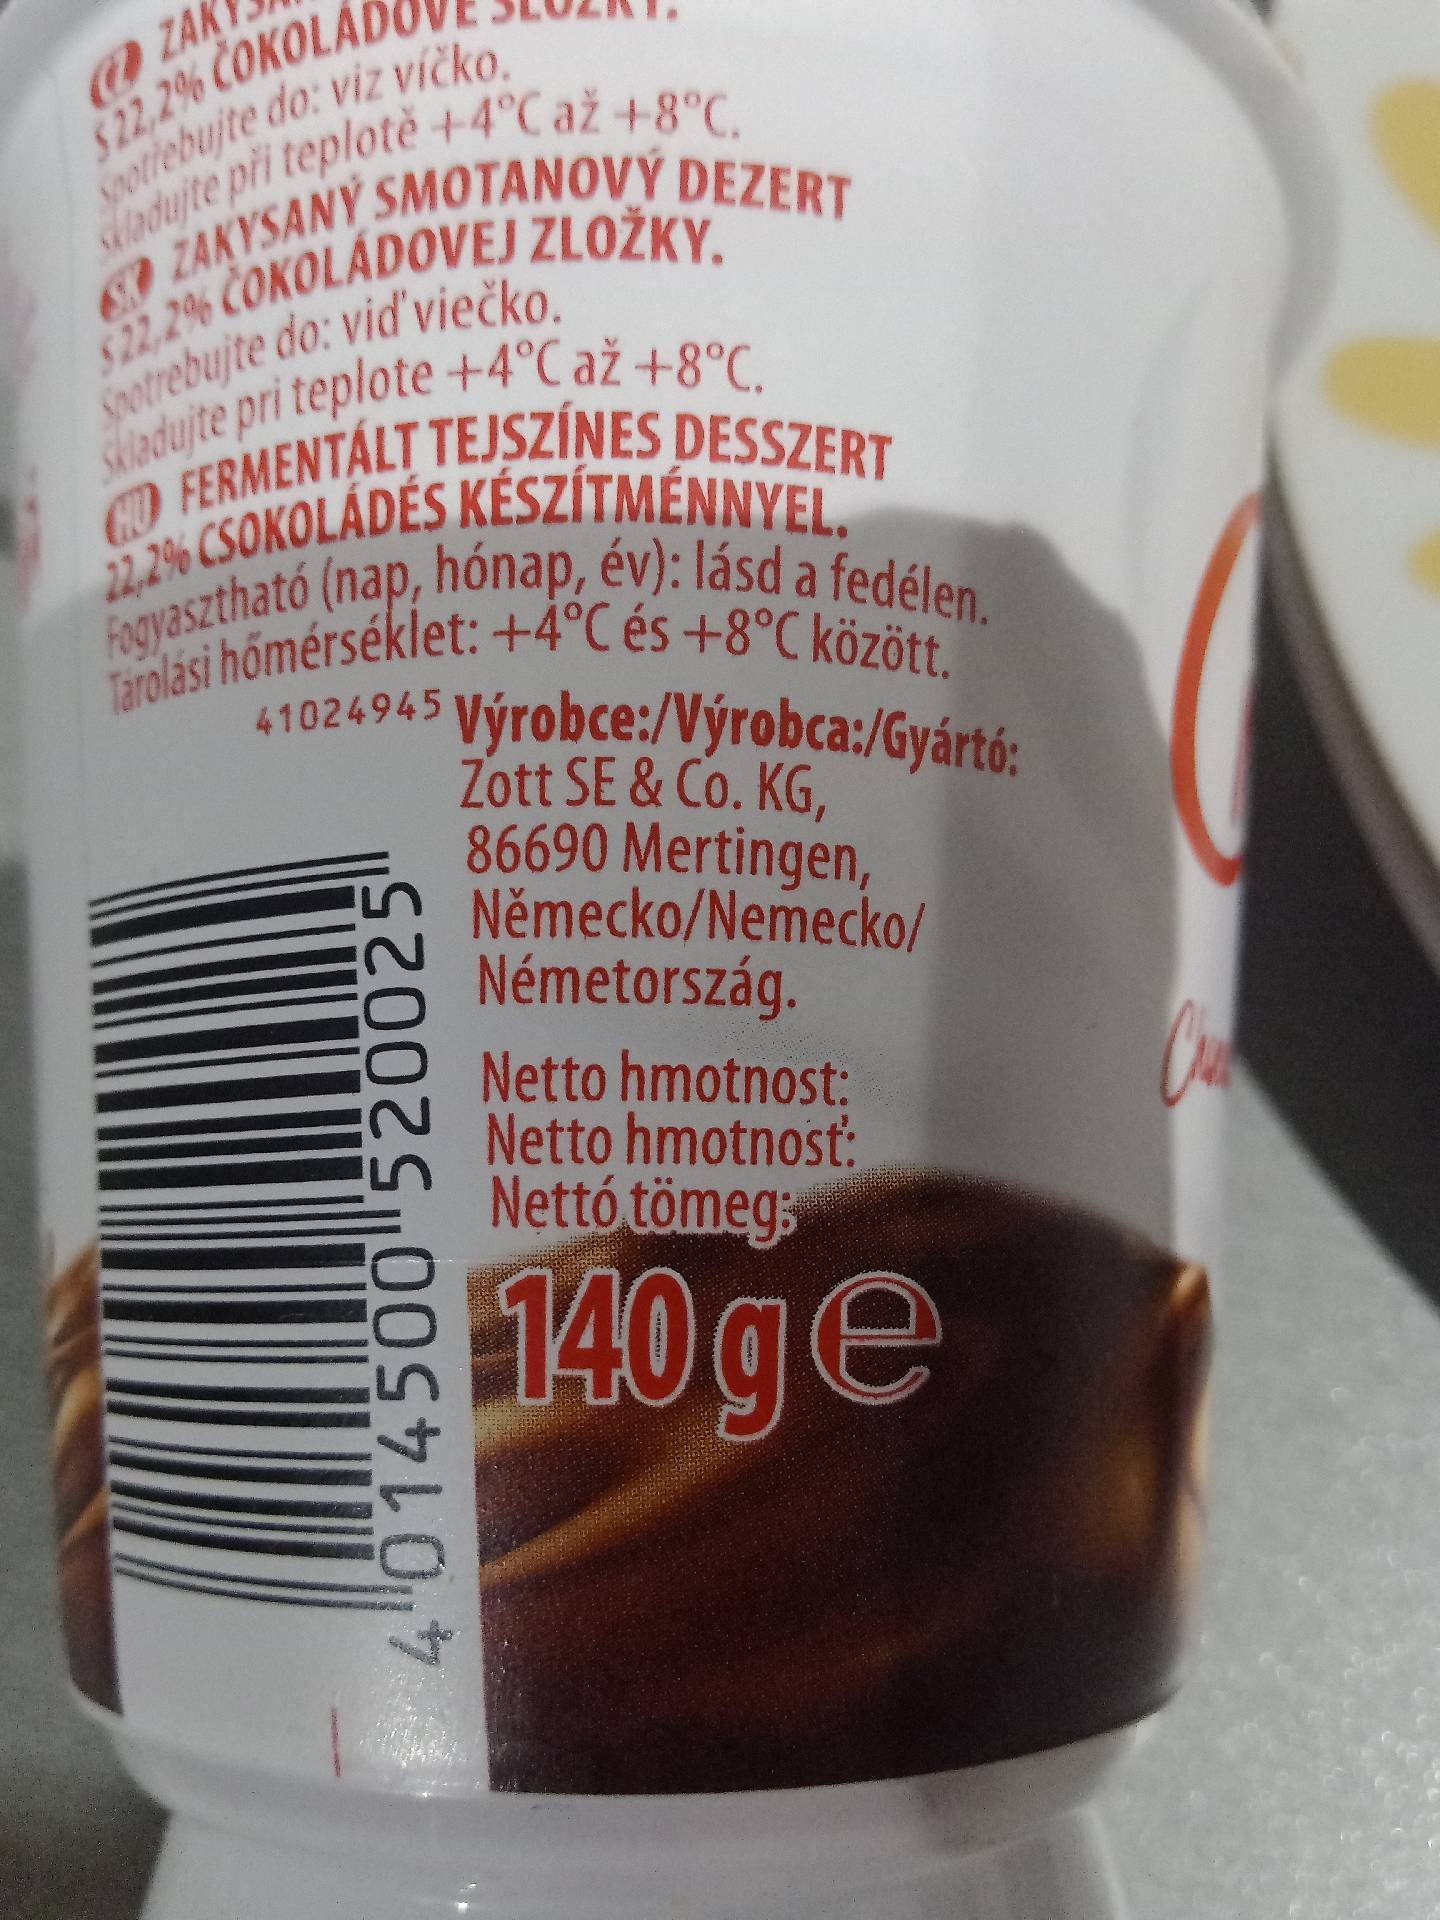 CZ
S 22,2% ČOKOLÁDOVÉ SLOŽKY.
Spotřebujte do: viz víčko.
Skladujte při teplotě +4°C až +8°C.
SK ZAKYSANÝ SMOTANOVÝ DEZERT
S 22,2% ČOKOLÁDOVEJ ZLOŽKY.
Spotrebujte do: viď viečko.
Skladujte pri teplote +4°C až +8°C.
HU FERMENTÁLT TEJSZÍNES DESSZERT
22,2% CSOKOLÁDÉS KÉSZÍTMÉNNYEL.
Fogyasztható (nap, hónap, év): lásd a fedélen.
Tárolási hőmérséklet: +4°C és +8°C között.
41024945
Výrobce:/Výrobca:/Gyártó:
Zott SE & Co. KG,
86690 Mertingen,
Německo/Nemecko/
Németország.
Netto hmotnost:
Netto hmotnosť:
Nettó tömeg:
140 g e
4 014500 520025